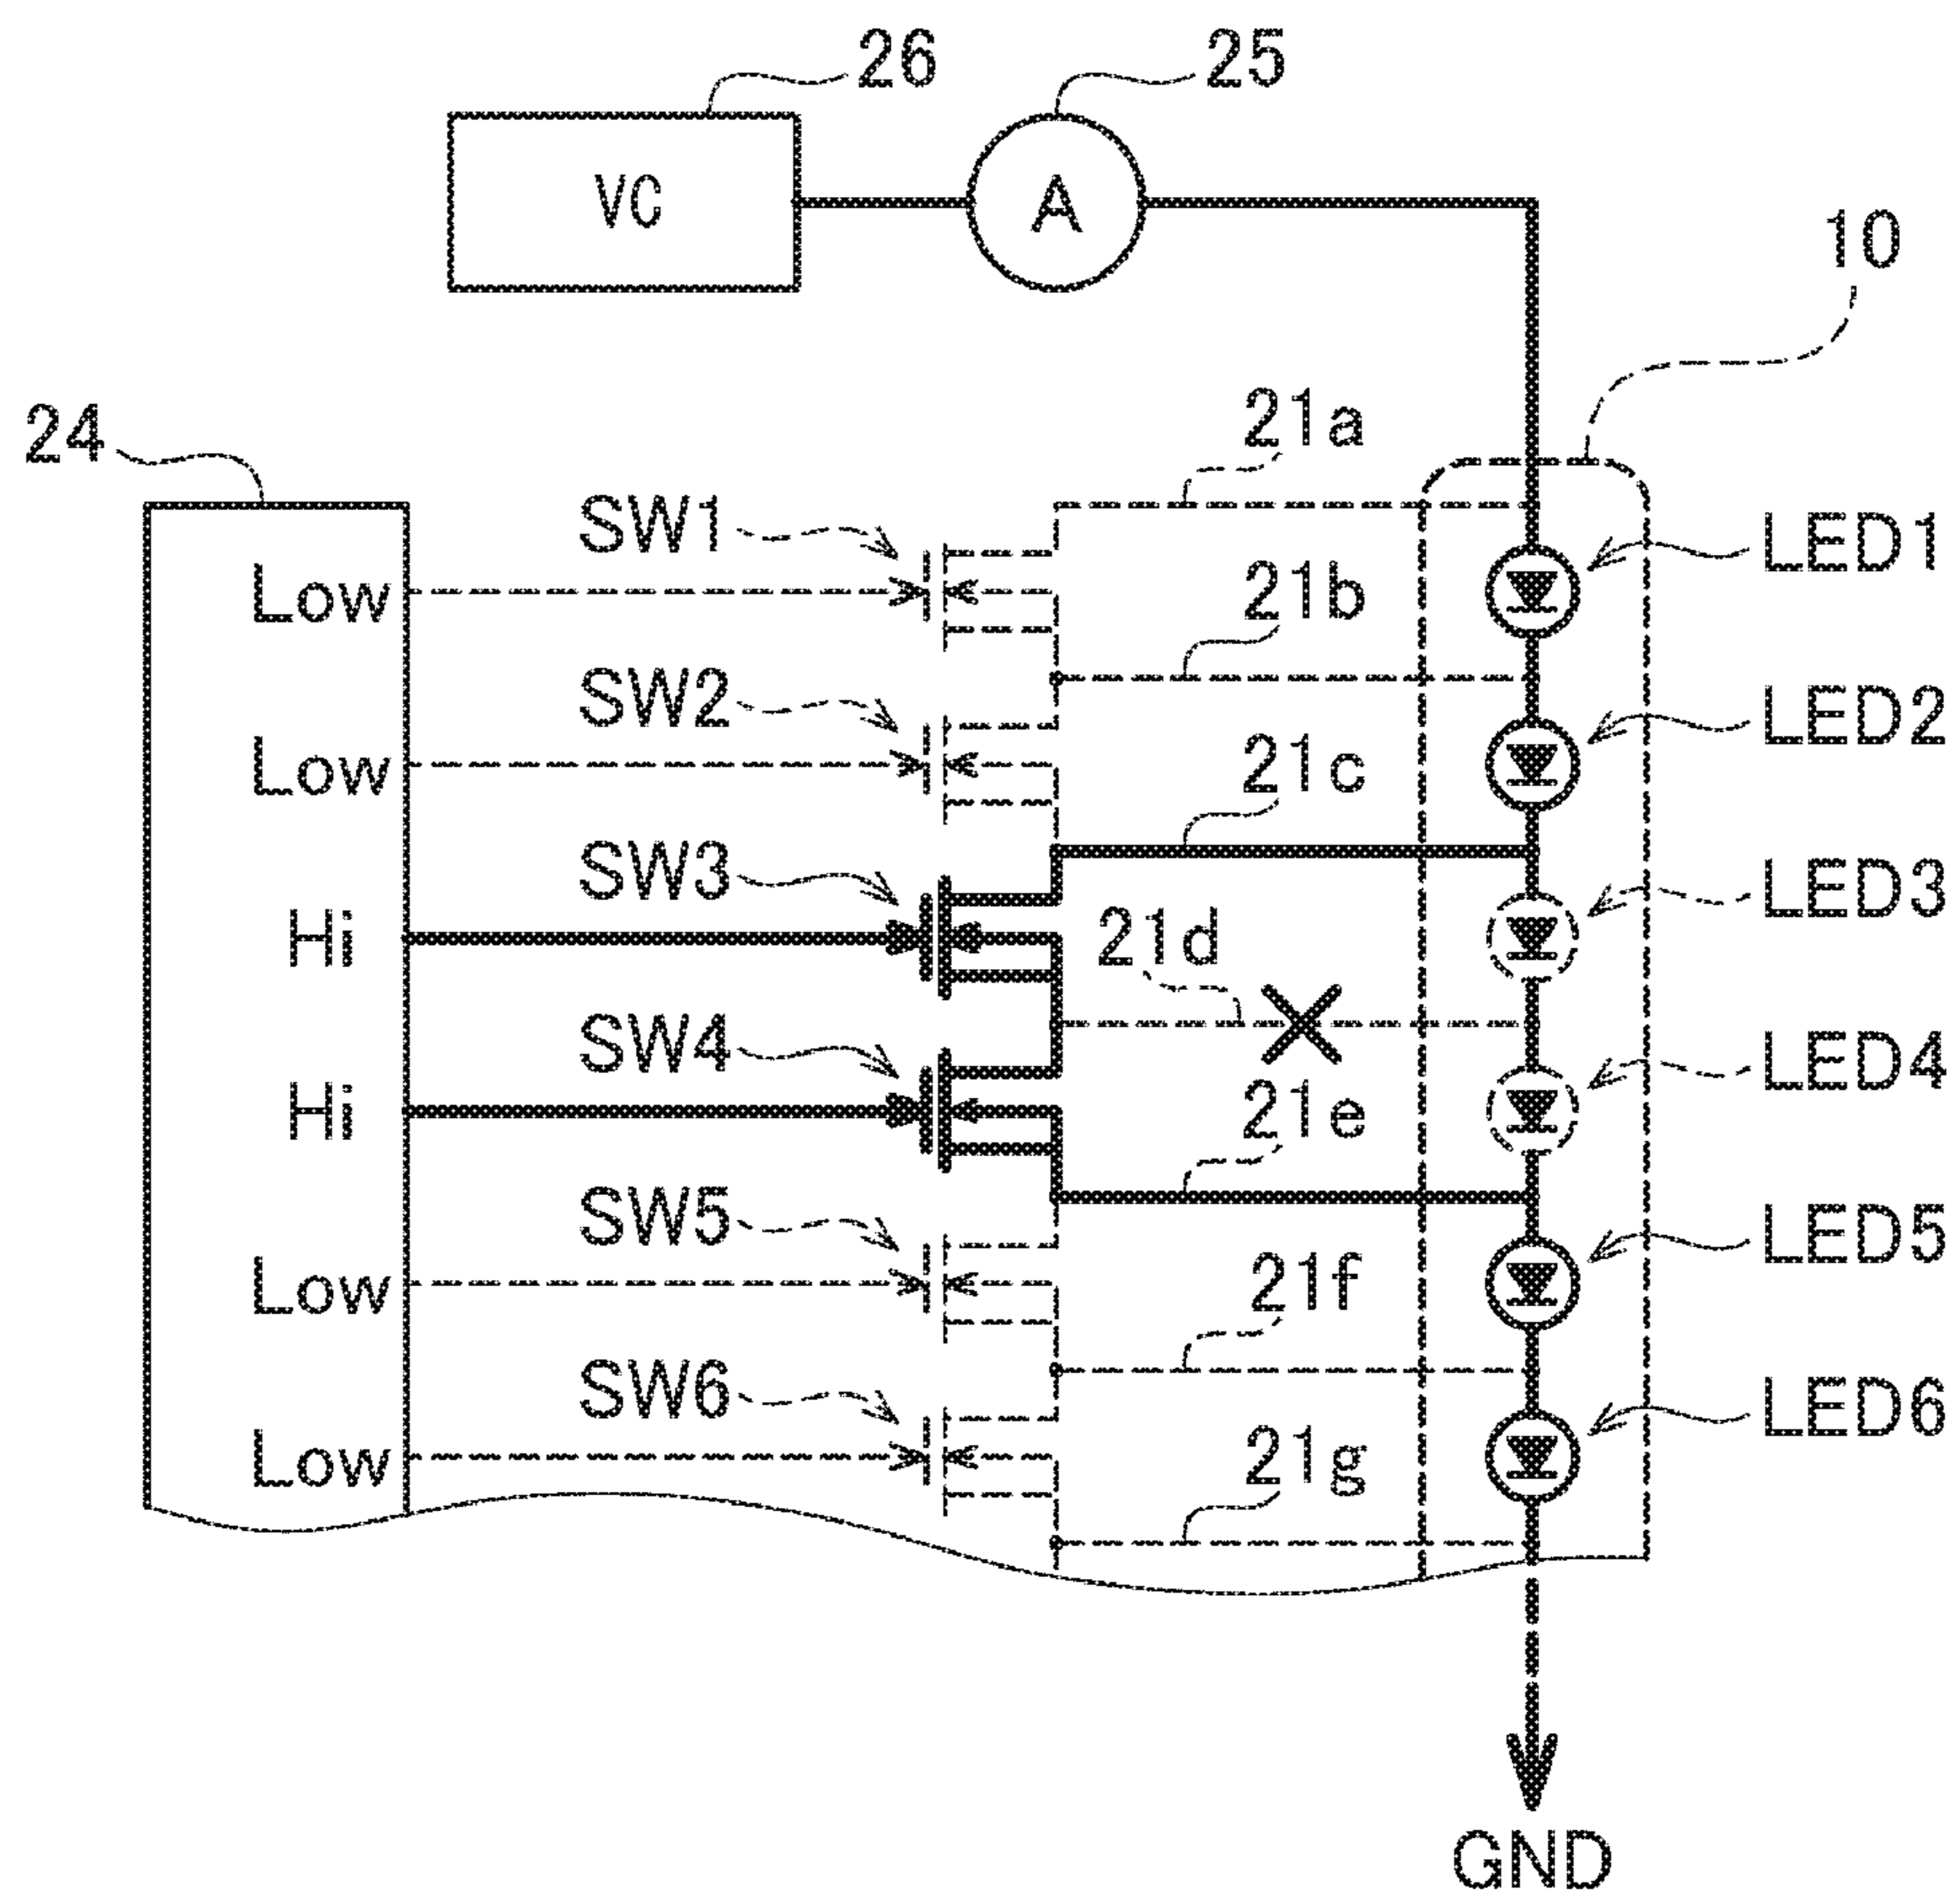 26
25
VC
A
10
24
21a
SW1
LED1
Low
21b
SW2
LED2
Low
21c
SW3
LED3
Hi
21d
SW4
LED4
Hi
21e
SW5
LED5
Low
21f
SW6
LED6
Low
21g
GND